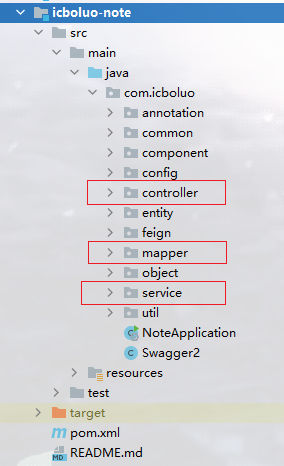 icboluo-note
src
main
java
com.icboluo
annotation
common
component
config
controller
entity
feign
mapper
object
service
util
NoteApplication
Swagger2
resources
test
target
pom.xml
README.md